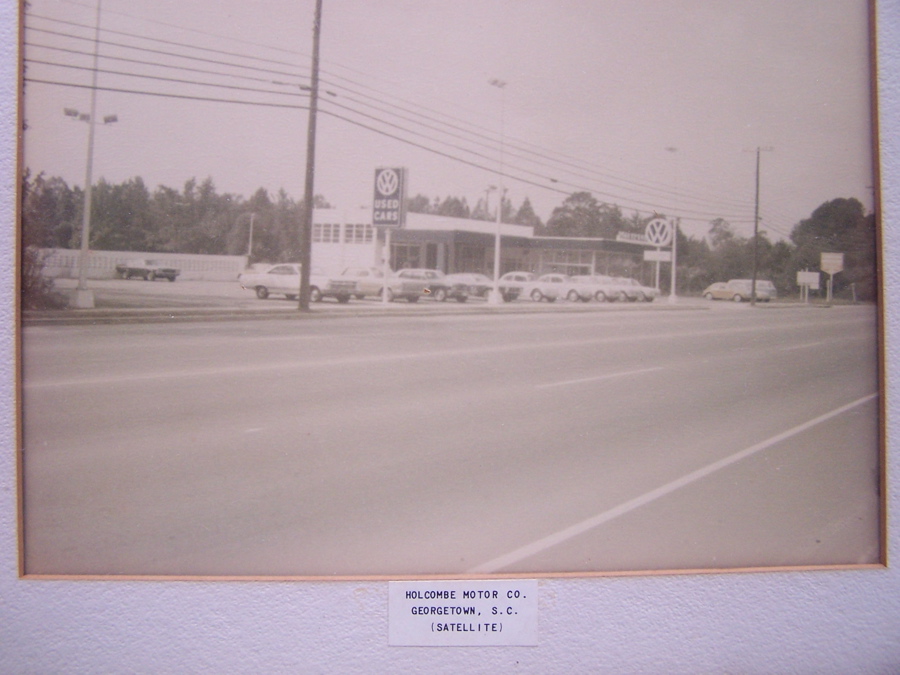 VW
USED
CARS
VW
HOLCOMBE MOTOR CO.
GEORGETOWN, S.C.
(SATELLITE)